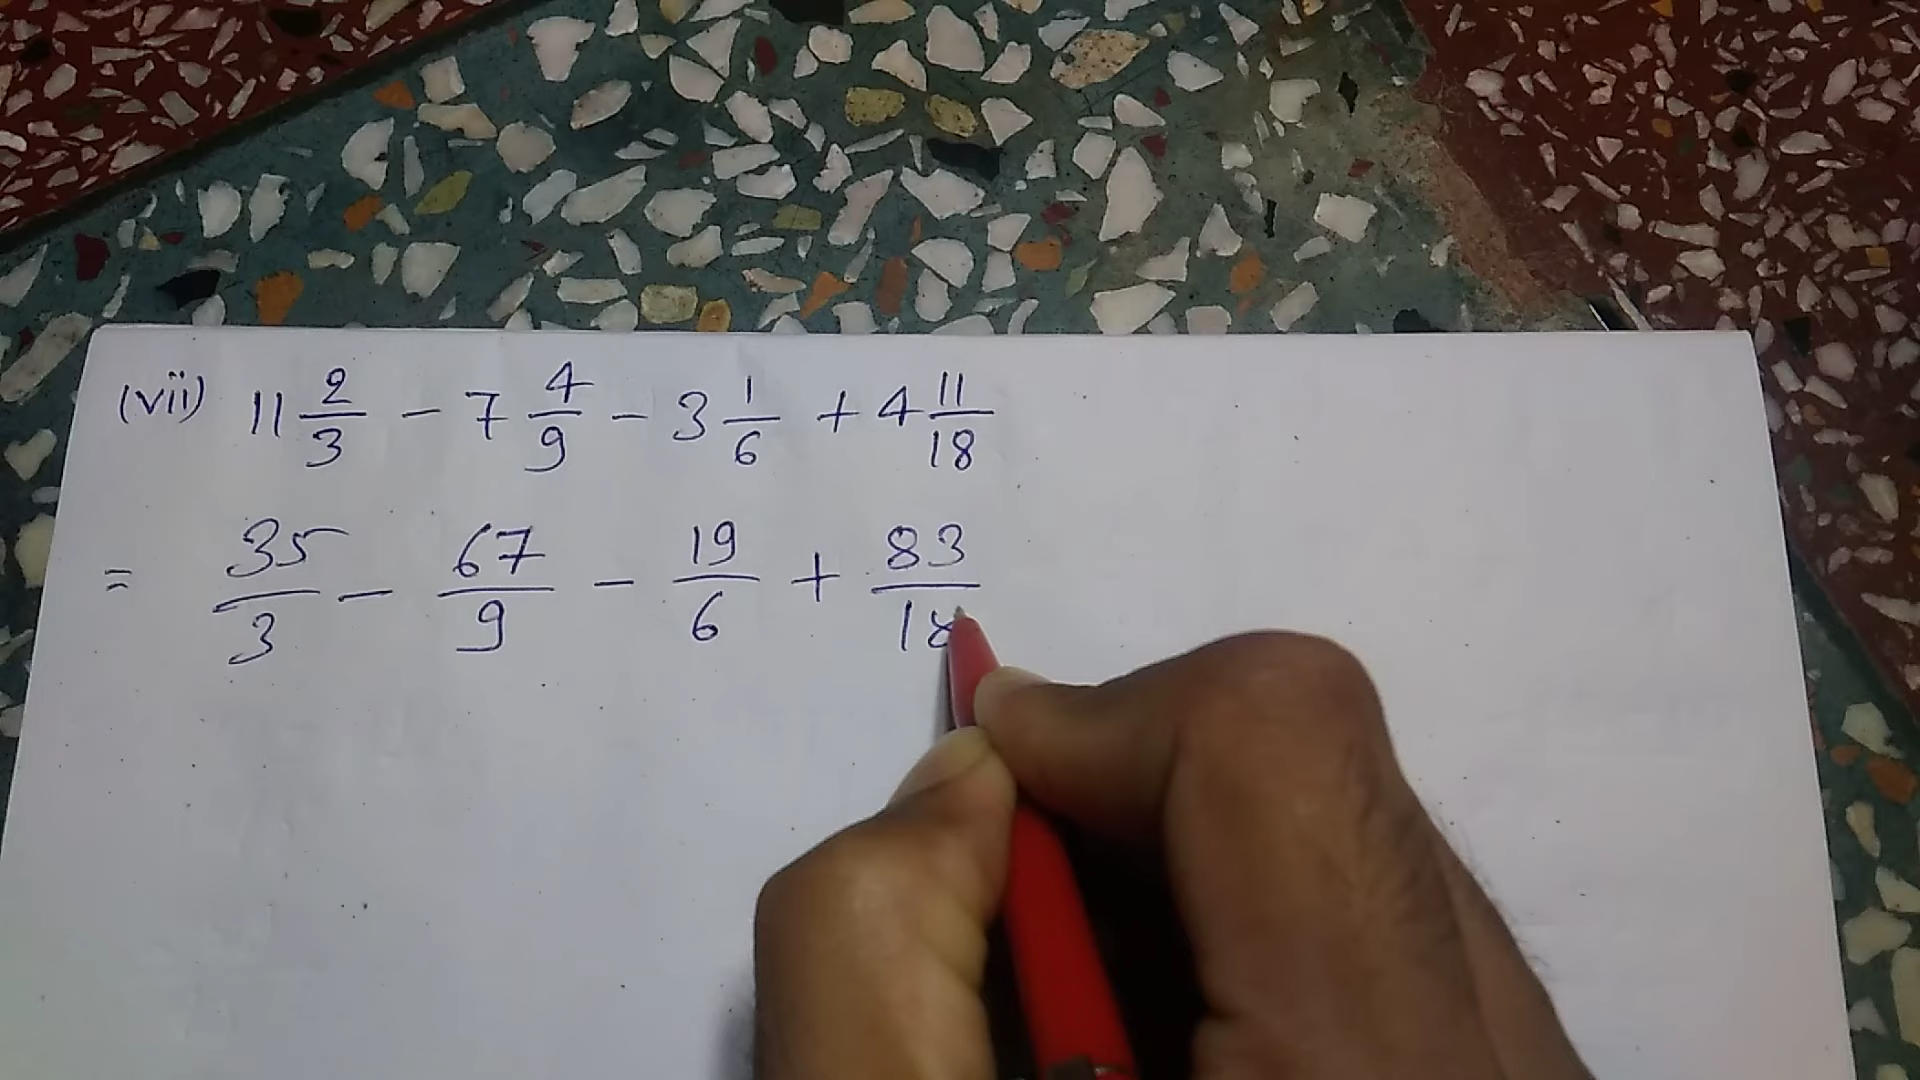 (vii) 11 2/3 - 7 4/9 - 3 1/6 + 4 11/18
= 35/3 - 67/9 - 19/6 + 83/18